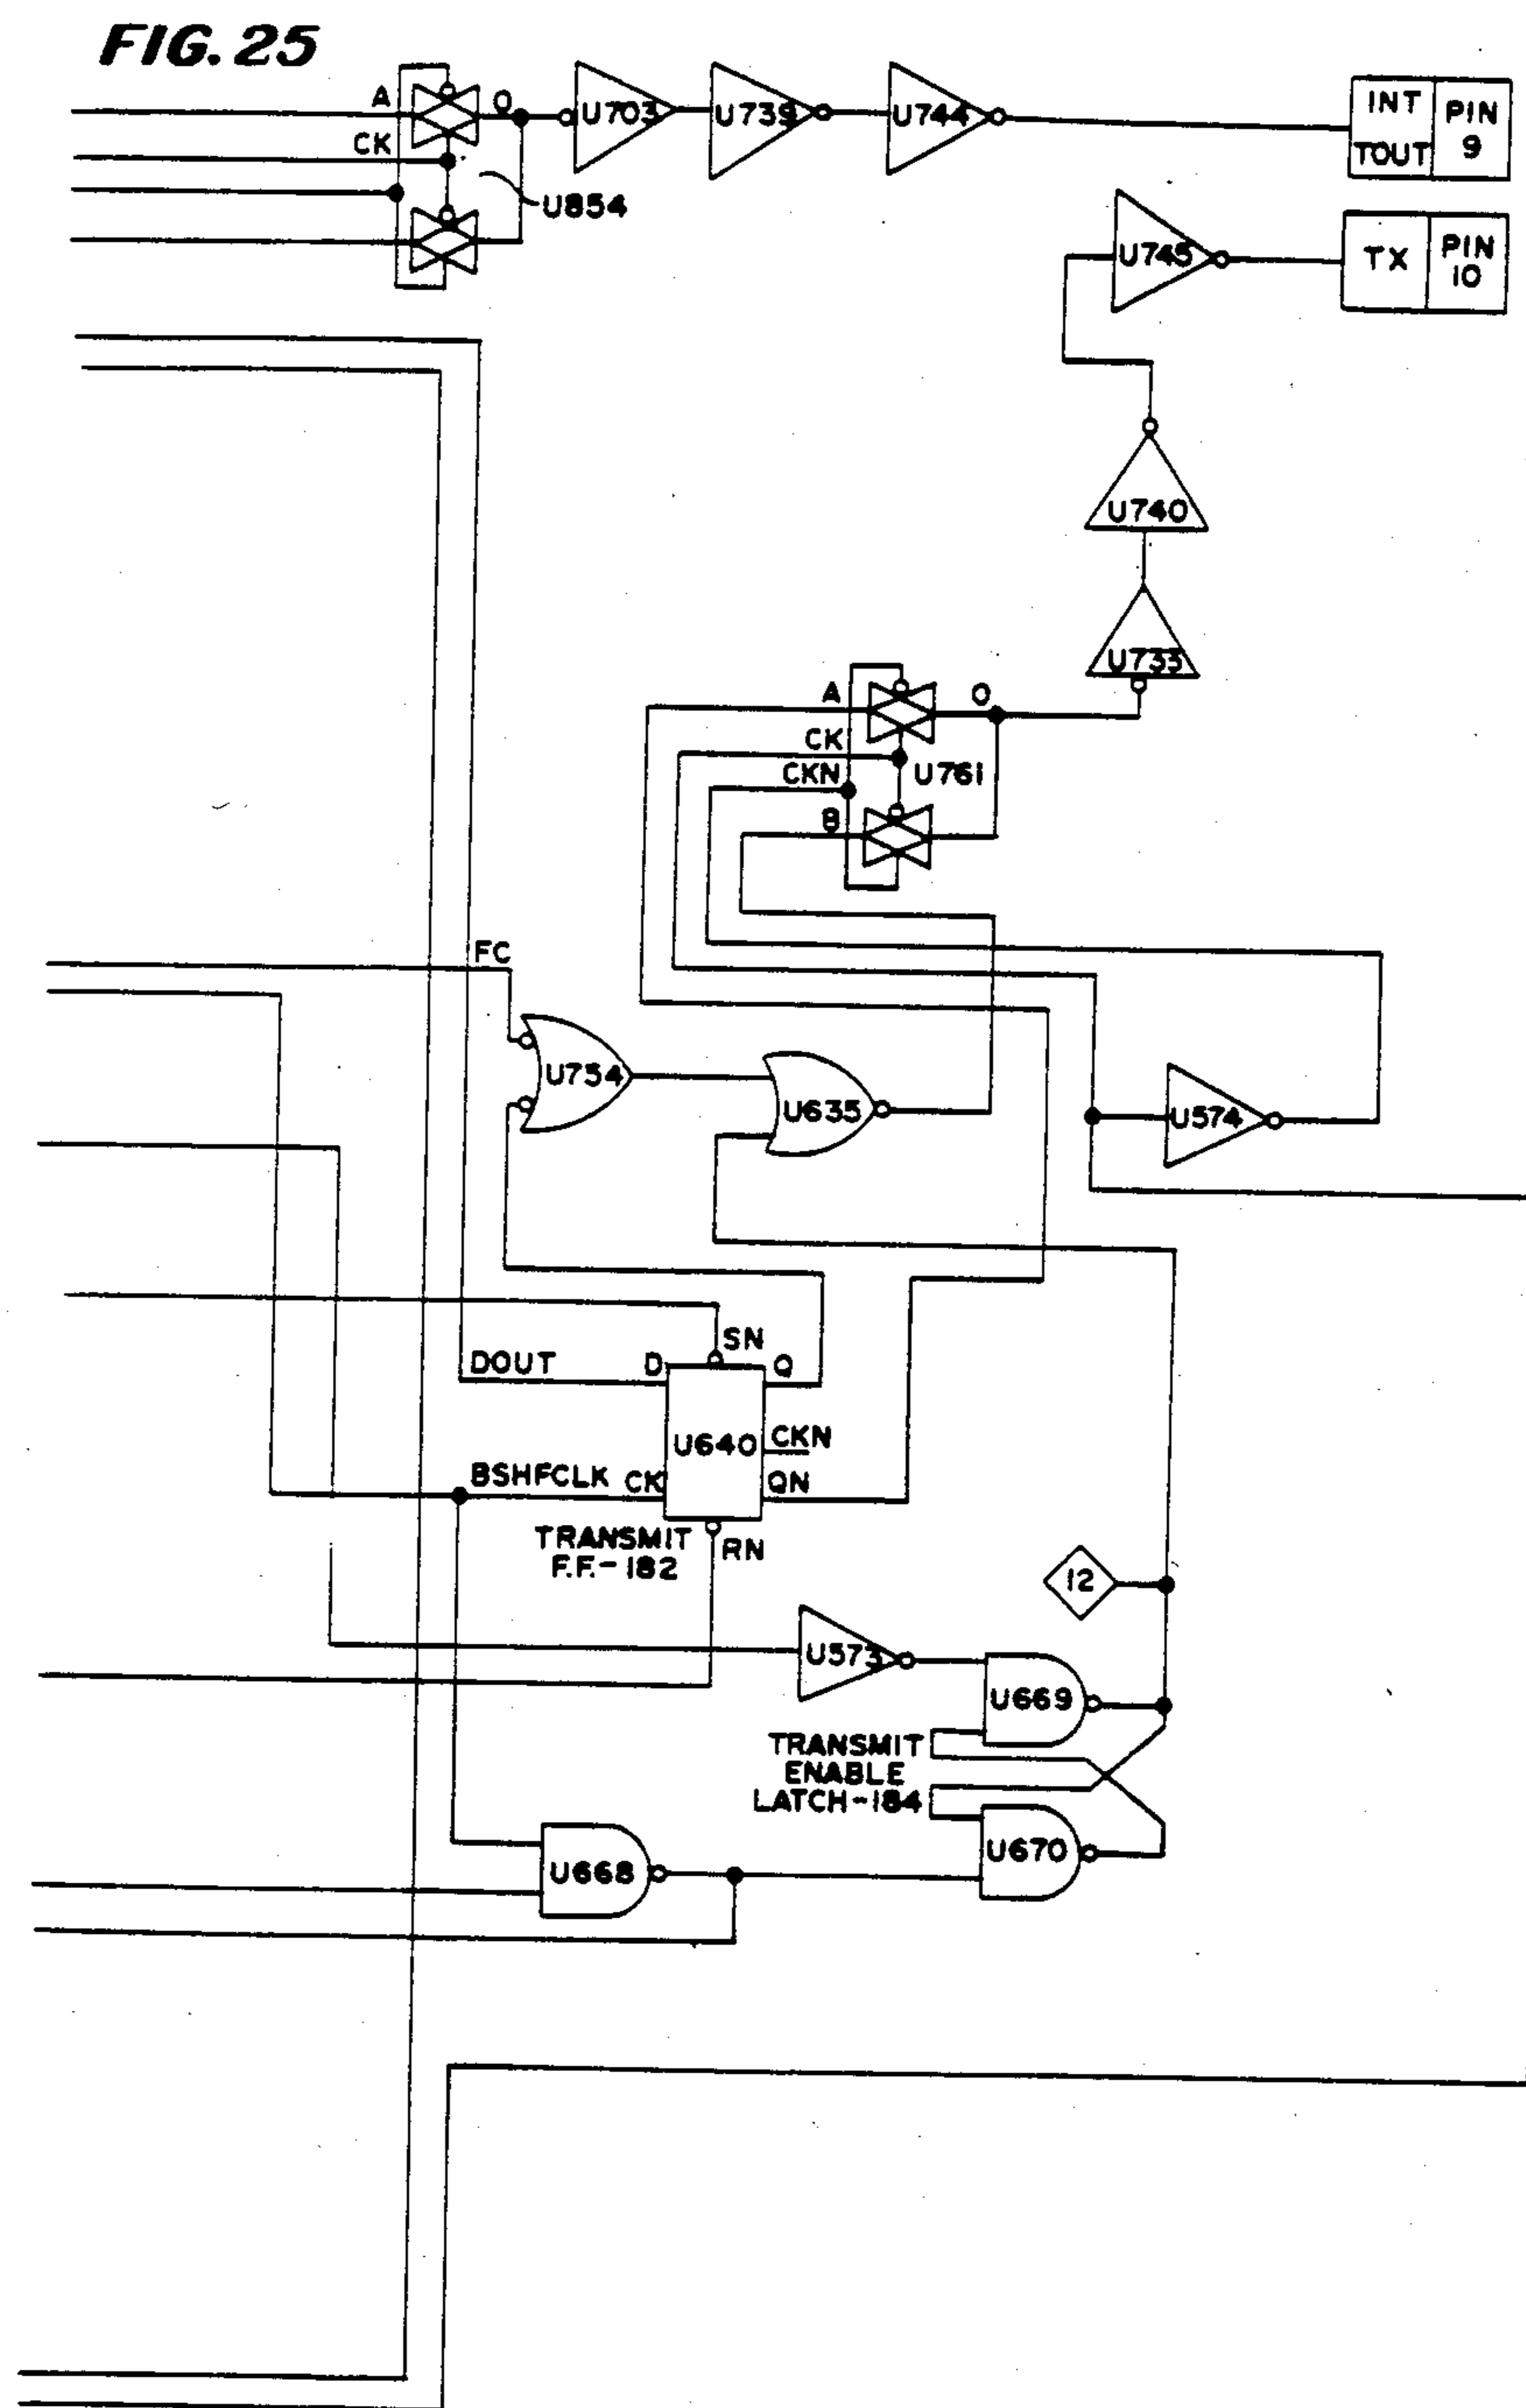 FIG. 25
A
O
U703
U739
U744
INT
TOUT
PIN
9
CK
U854
U745
TX
PIN
10
U740
U733
A
O
CK
U761
CKN
B
FC
U754
U635
U574
SN
DOUT
D
Q
U640
CKN
BSHFCLK
CK
QN
TRANSMIT
F.F.-182
RN
12
U573
U669
TRANSMIT
ENABLE
LATCH-184
U670
U668